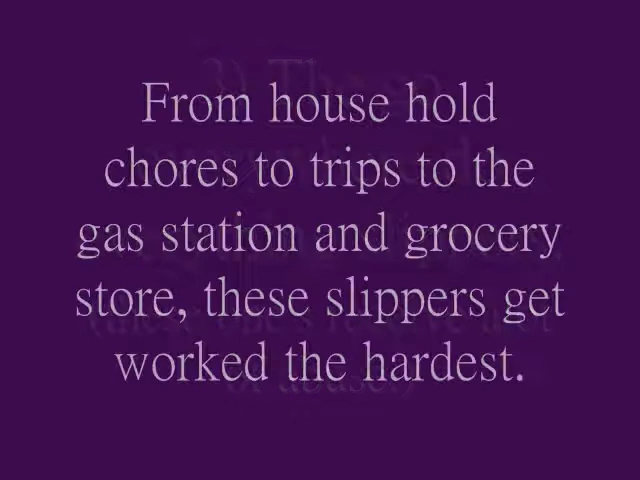 From house hold
chores to trips to the
gas station and grocery
store, these slippers get
worked the hardest.